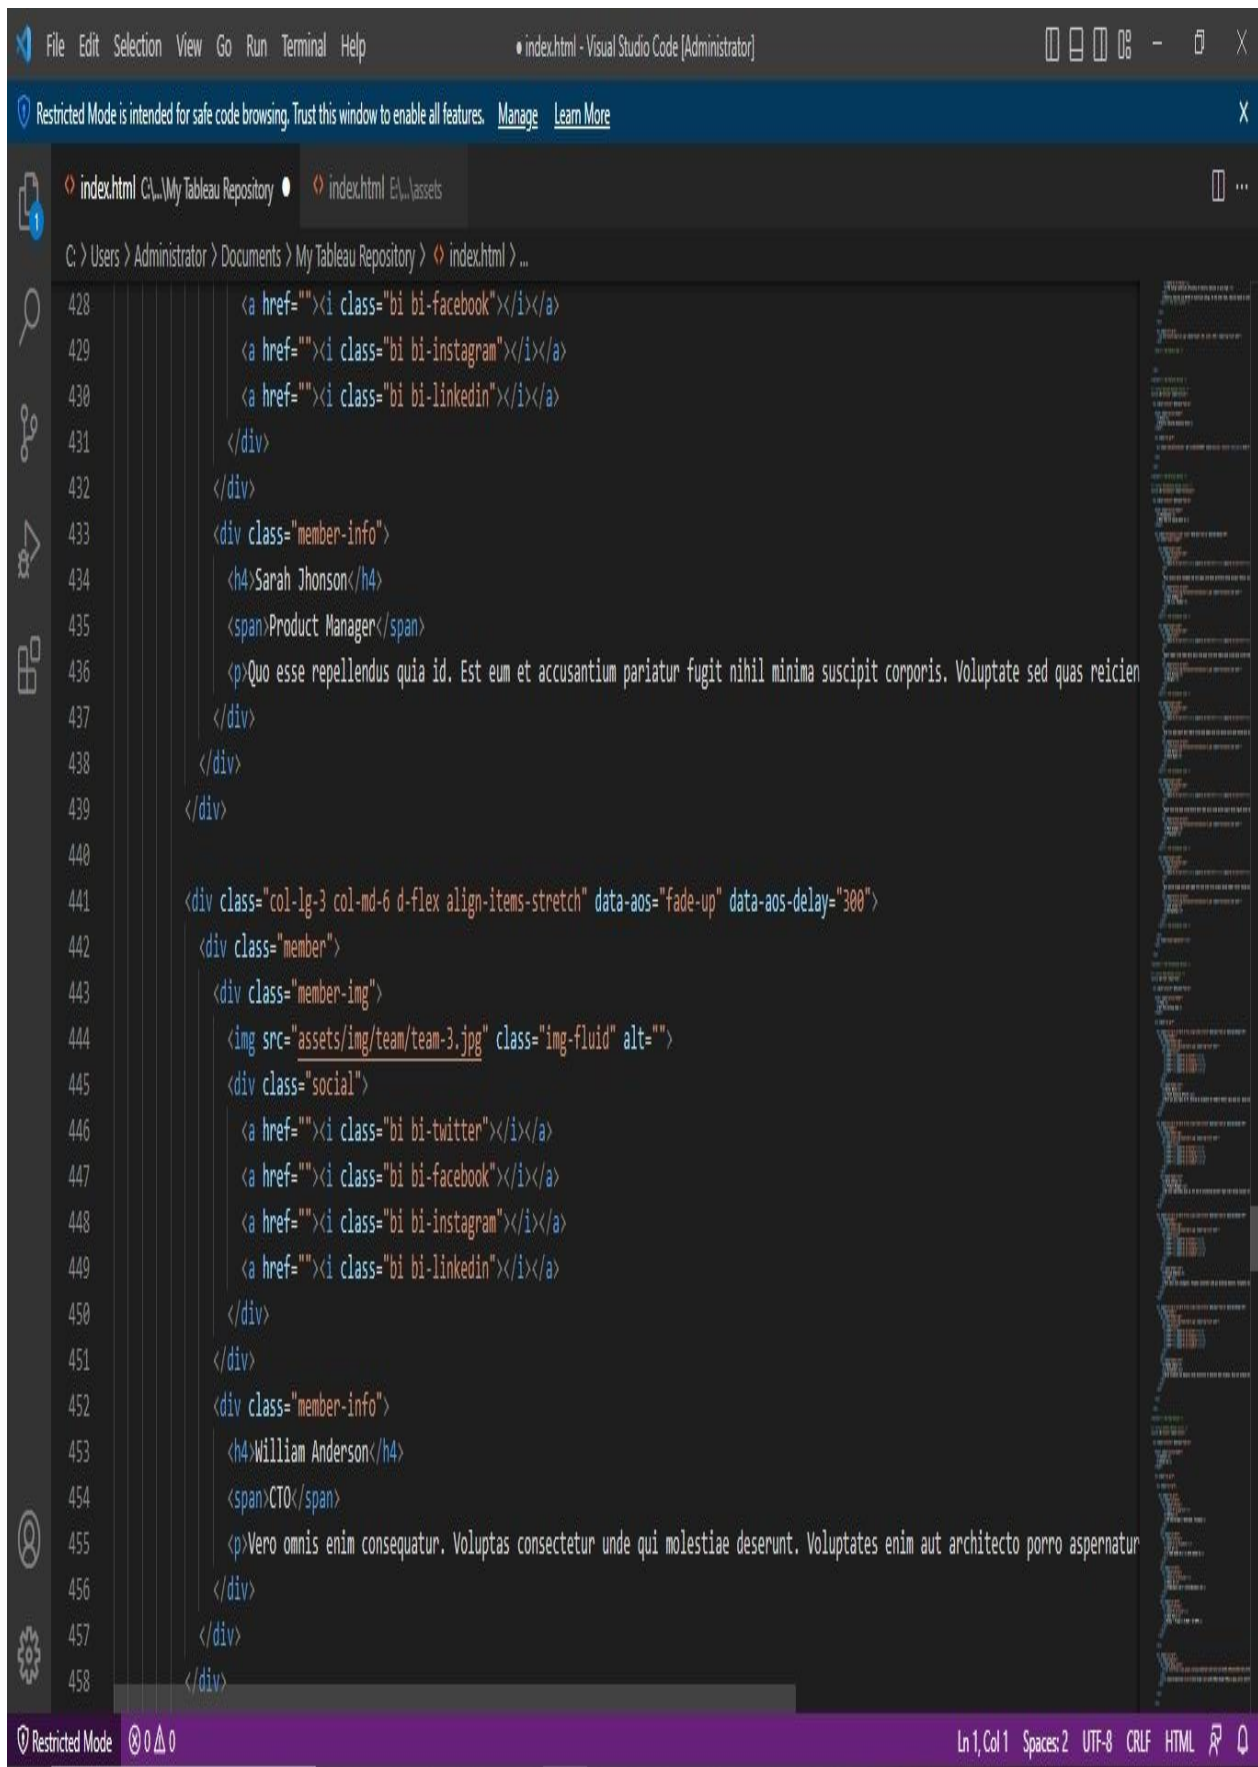 File Edit Selection View Go Run Terminal Help ● index.html - Visual Studio Code [Administrator]
Restricted Mode is intended for safe code browsing. Trust this window to enable all features. Manage Learn More
index.html C:\...\My Tableau Repository ● index.html E:\...\assets
C: > Users > Administrator > Documents > My Tableau Repository > index.html > ...
1
428 <a href=""><i class="bi bi-facebook"></i></a>
429 <a href=""><i class="bi bi-instagram"></i></a>
430 <a href=""><i class="bi bi-linkedin"></i></a>
431 </div>
432 </div>
433 <div class="member-info">
434 <h4>Sarah Jhonson</h4>
435 <span>Product Manager</span>
436 <p>Quo esse repellendus quia id. Est eum et accusantium pariatur fugit nihil minima suscipit corporis. Voluptate sed quas reicien
437 </div>
438 </div>
439 </div>
440
441 <div class="col-lg-3 col-md-6 d-flex align-items-stretch" data-aos="fade-up" data-aos-delay="300">
442 <div class="member">
443 <div class="member-img">
444 <img src="assets/img/team/team-3.jpg" class="img-fluid" alt="">
445 <div class="social">
446 <a href=""><i class="bi bi-twitter"></i></a>
447 <a href=""><i class="bi bi-facebook"></i></a>
448 <a href=""><i class="bi bi-instagram"></i></a>
449 <a href=""><i class="bi bi-linkedin"></i></a>
450 </div>
451 </div>
452 <div class="member-info">
453 <h4>William Anderson</h4>
454 <span>CTO</span>
455 <p>Vero omnis enim consequatur. Voluptas consectetur unde qui molestiae deserunt. Voluptates enim aut architecto porro aspernatur
456 </div>
457 </div>
458 </div>
Restricted Mode 0 0 Ln 1, Col 1 Spaces: 2 UTF-8 CRLF HTML